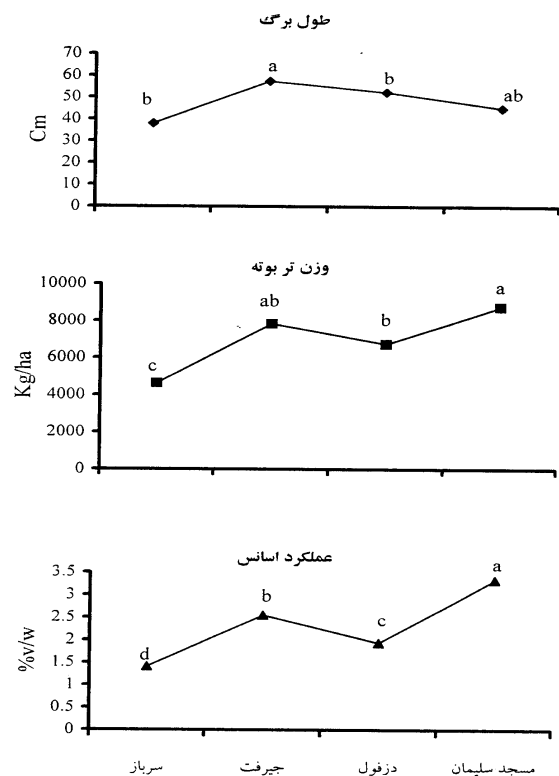 طول برگ
70
60
50
40
30
20
10
0
Cm
b
a
b
ab
وزن تر بوته
10000
8000
6000
4000
2000
0
Kg/ha
c
ab
b
a
عملکرد اسانس
3.5
3
2.5
2
1.5
1
0.5
0
%v/w
d
b
c
a
سرباز
جیرفت
دزفول
مسجد سلیمان